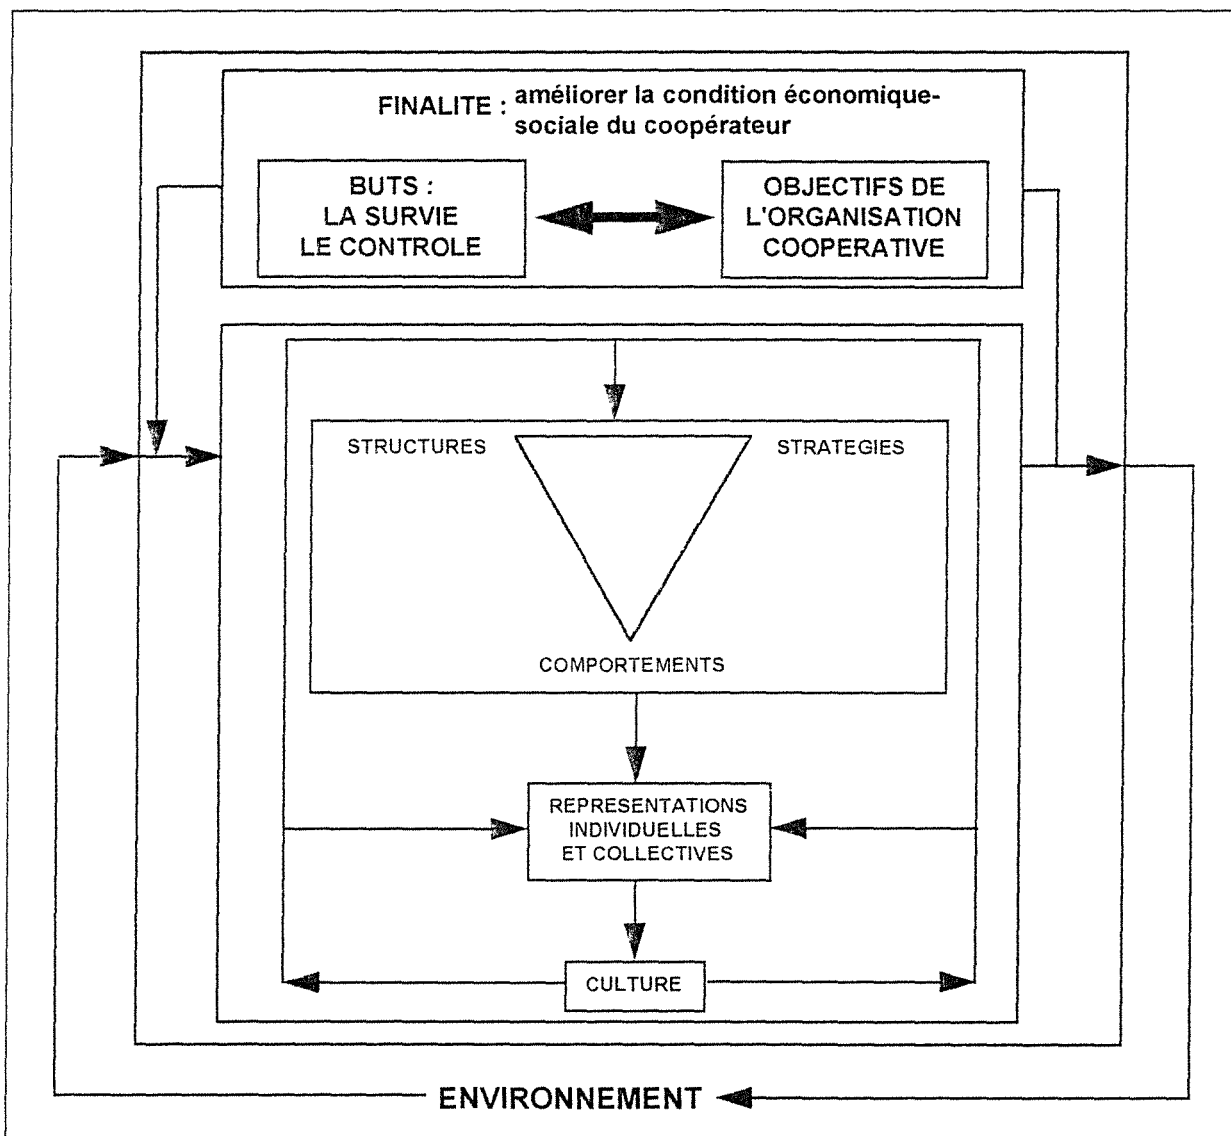 FINALITE : améliorer la condition économique-
sociale du coopérateur
BUTS :
LA SURVIE
LE CONTROLE
OBJECTIFS DE
L'ORGANISATION
COOPERATIVE
STRUCTURES
STRATEGIES
COMPORTEMENTS
REPRESENTATIONS
INDIVIDUELLES
ET COLLECTIVES
CULTURE
ENVIRONNEMENT